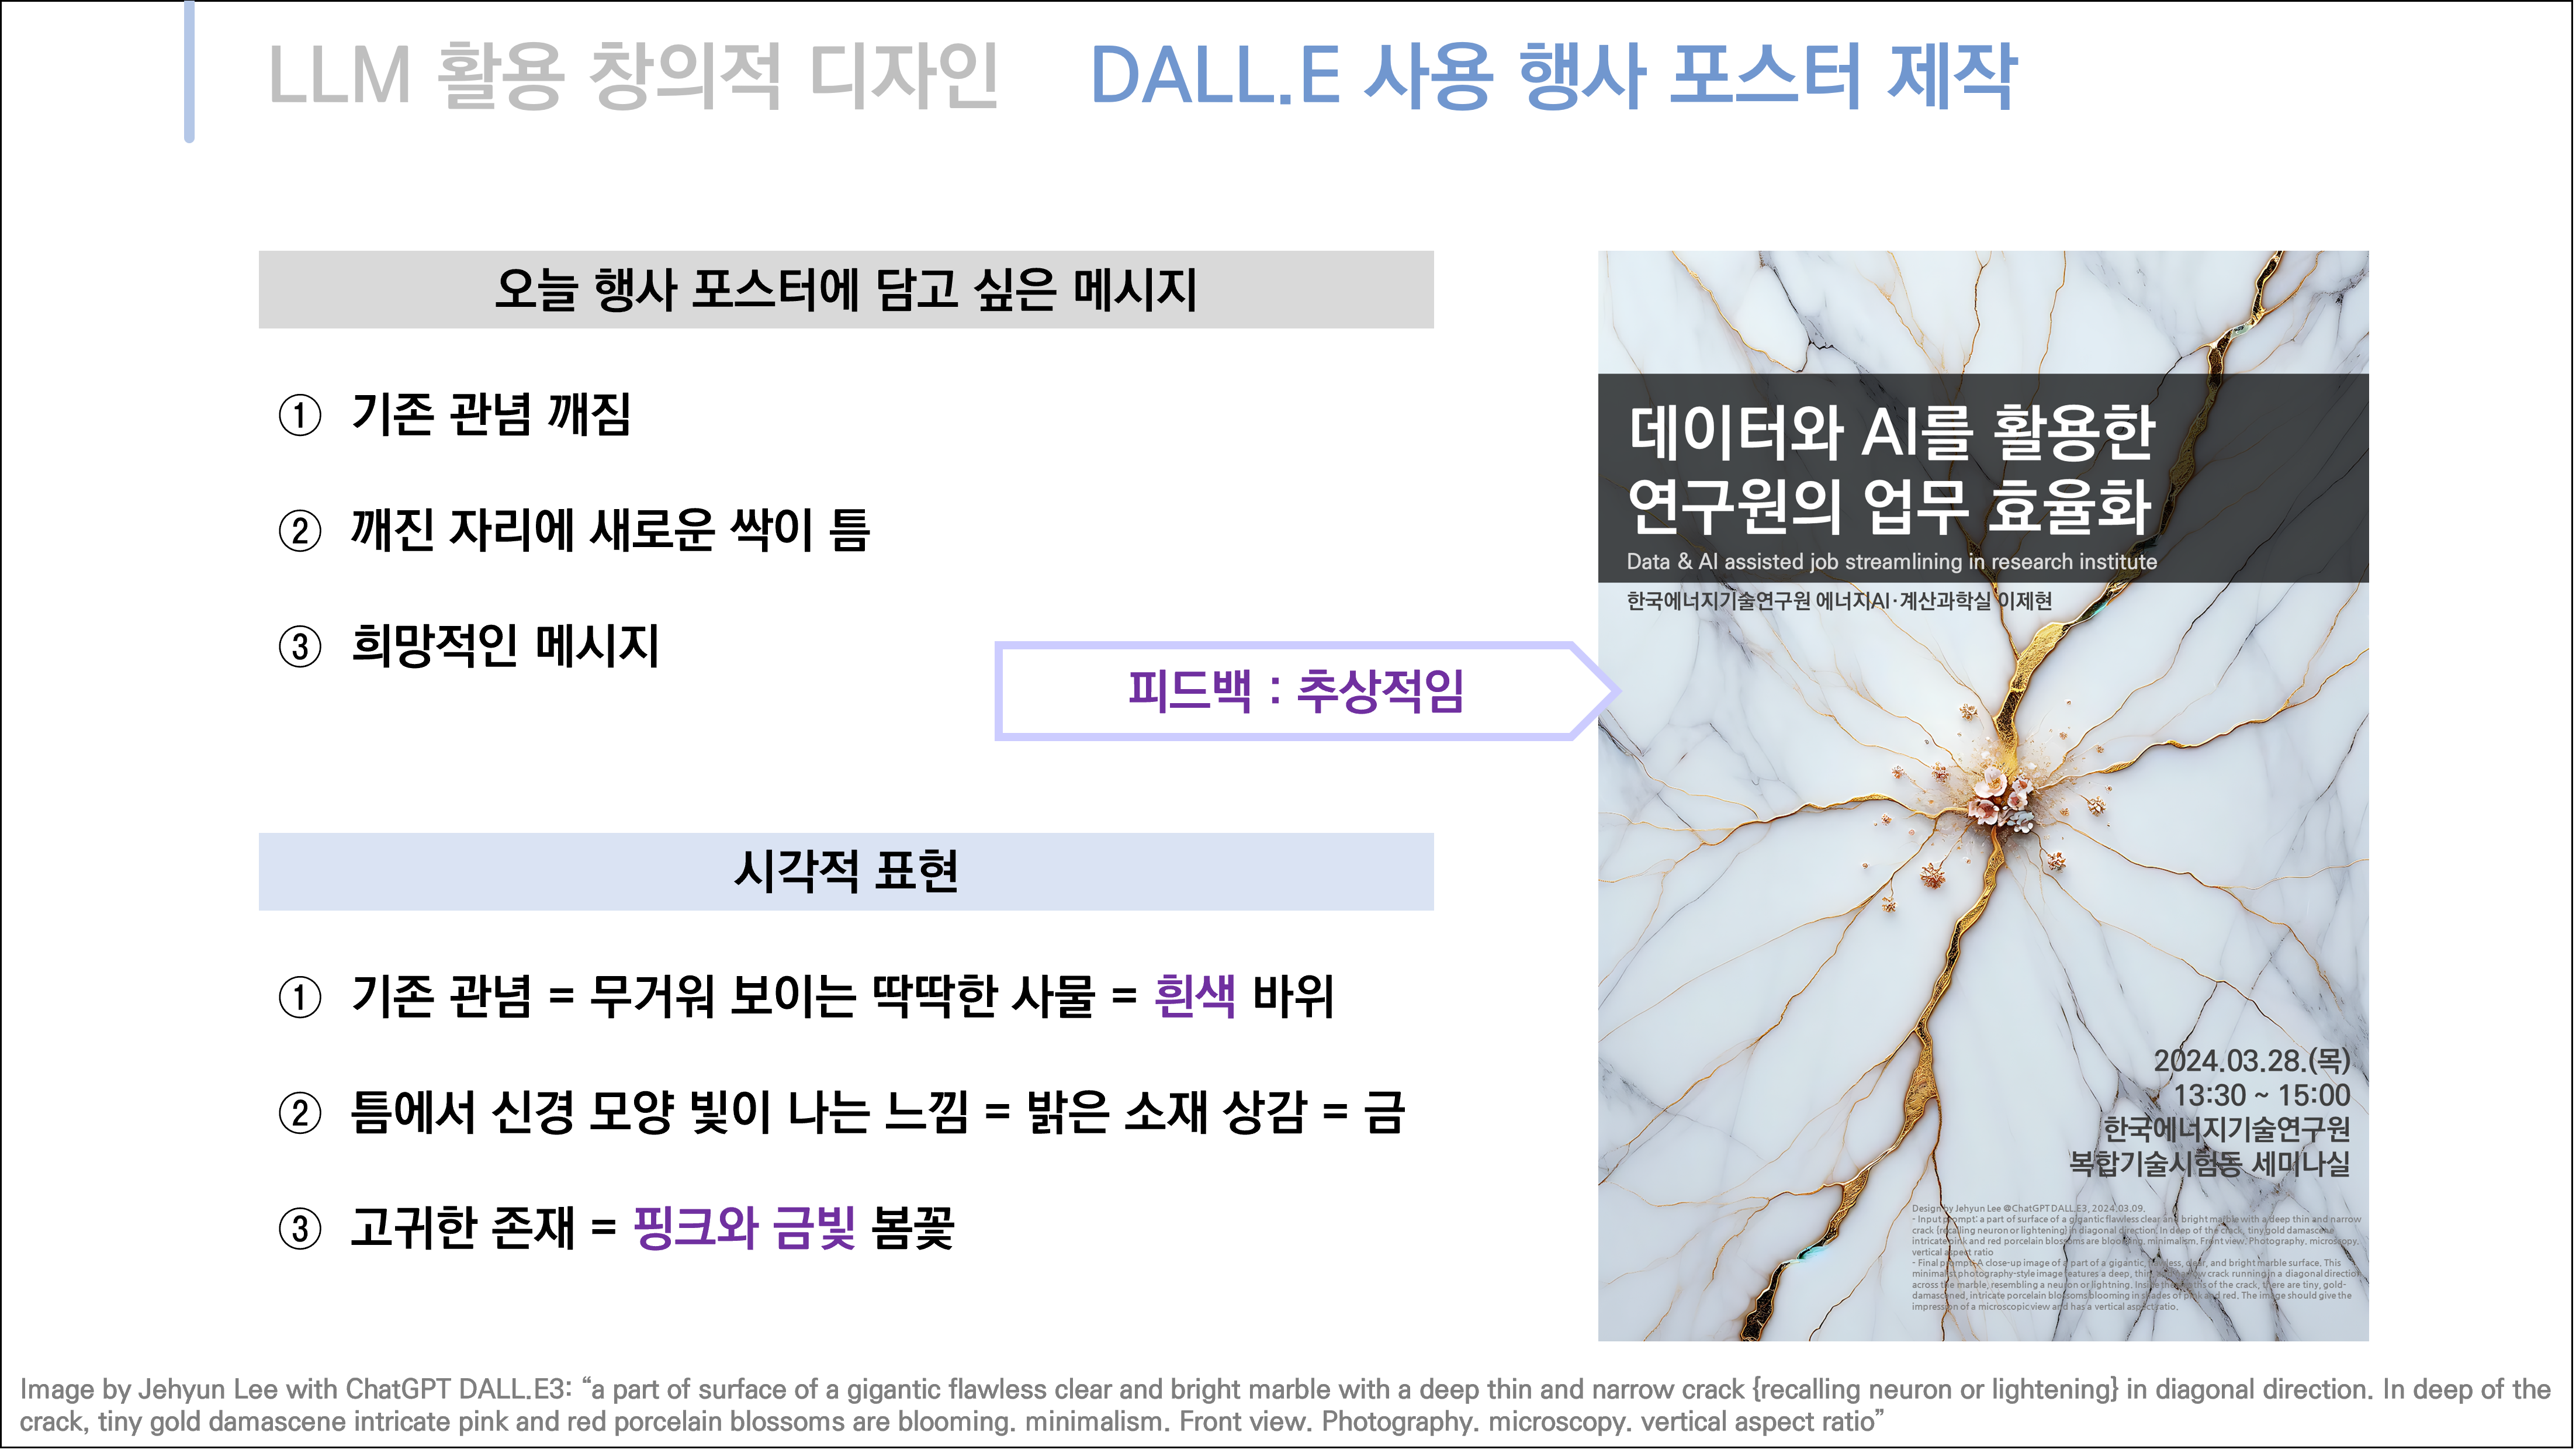 LLM 활용 창의적 디자인 DALL.E 사용 행사 포스터 제작
오늘 행사 포스터에 담고 싶은 메시지
① 기존 관념 깨짐
② 깨진 자리에 새로운 싹이 틈
③ 희망적인 메시지
피드백 : 추상적임
시각적 표현
① 기존 관념 = 무거워 보이는 딱딱한 사물 = 흰색 바위
② 틈에서 신경 모양 빛이 나는 느낌 = 밝은 소재 상감 = 금
③ 고귀한 존재 = 핑크와 금빛 봄꽃
데이터와 AI를 활용한
연구원의 업무 효율화
Data & AI assisted job streamlining in research institute
한국에너지기술연구원 에너지AI·계산과학실 이제현
2024.03.28.(목)
13:30 ~ 15:00
한국에너지기술연구원
복합기술시험동 세미나실
Design by Jehyun Lee @ChatGPT DALL.E3, 2024.03.09.
- Input prompt: a part of surface of a gigantic flawless clear and bright marble with a deep thin and narrow
crack {recalling neuron or lightening} in diagonal direction. In deep of the crack, tiny gold damascene
intricate pink and red porcelain blossoms are blooming. minimalism. Front view. Photography. microscopy.
vertical aspect ratio
- Final prompt: A close-up image of a part of a gigantic, flawless, clear, and bright marble surface. This
minimalist photography-style image features a deep, thin, narrow crack running in a diagonal direction
across the marble, resembling a neuron or lightning. Inside the depths of the crack, there are tiny, gold-
damascened, intricate porcelain blossoms blooming in shades of pink and red. The image should give the
impression of a microscopic view and has a vertical aspect ratio.
Image by Jehyun Lee with ChatGPT DALL.E3: “a part of surface of a gigantic flawless clear and bright marble with a deep thin and narrow crack {recalling neuron or lightening} in diagonal direction. In deep of the
crack, tiny gold damascene intricate pink and red porcelain blossoms are blooming. minimalism. Front view. Photography. microscopy. vertical aspect ratio”